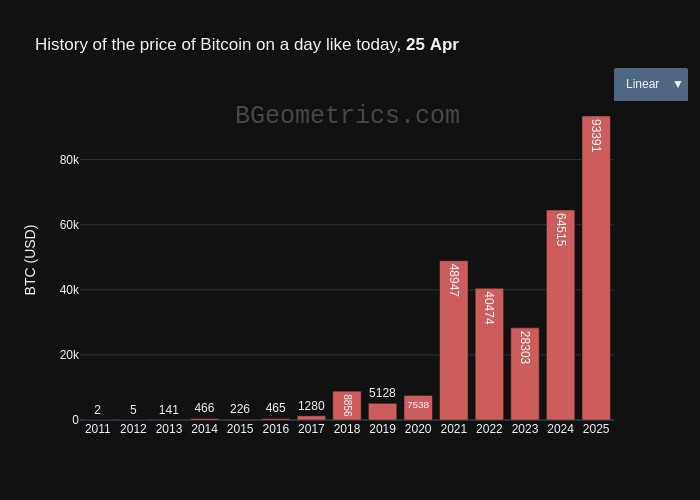 History of the price of Bitcoin on a day like today, 25 Apr
Linear ▼
BGeometrics.com
BTC (USD)
80k
60k
40k
20k
0
2 5 141 466 226 465 1280 8856 5128 7538 48947 40474 28303 64515 93391
2011 2012 2013 2014 2015 2016 2017 2018 2019 2020 2021 2022 2023 2024 2025